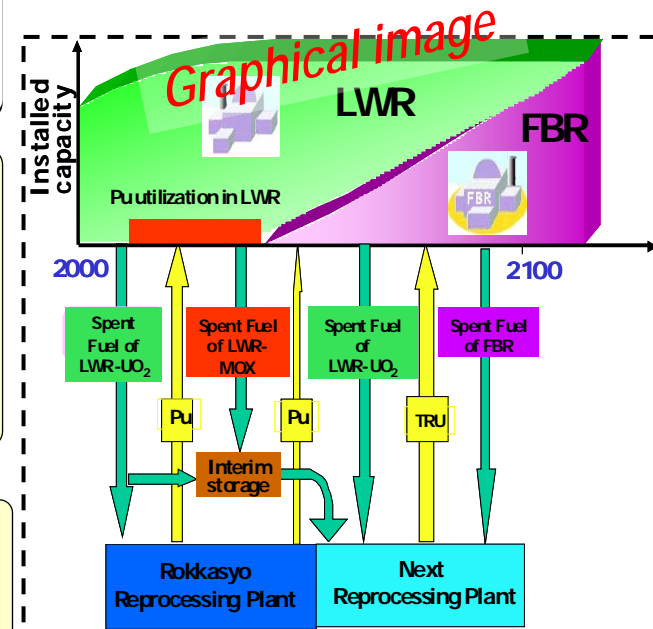 Graphical image
LWR
FBR
Installed
capacity
Pu utilization in LWR
FBR
2000
2100
Spent
Fuel of
LWR-UO2
Spent Fuel
of LWR-
MOX
Spent Fuel
of
LWR-UO2
Spent Fuel
of FBR
Pu
Pu
TRU
Interim
storage
Rokkasyo
Reprocessing Plant
Next
Reprocessing Plant